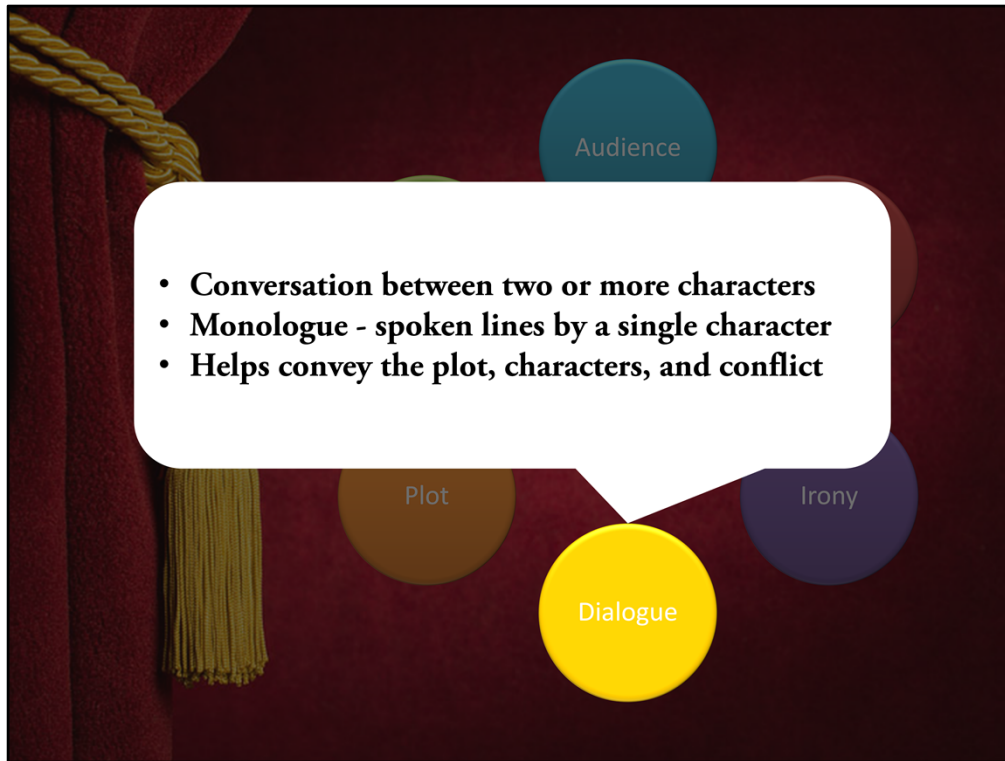 Audience
• Conversation between two or more characters
• Monologue - spoken lines by a single character
• Helps convey the plot, characters, and conflict
Plot
Irony
Dialogue